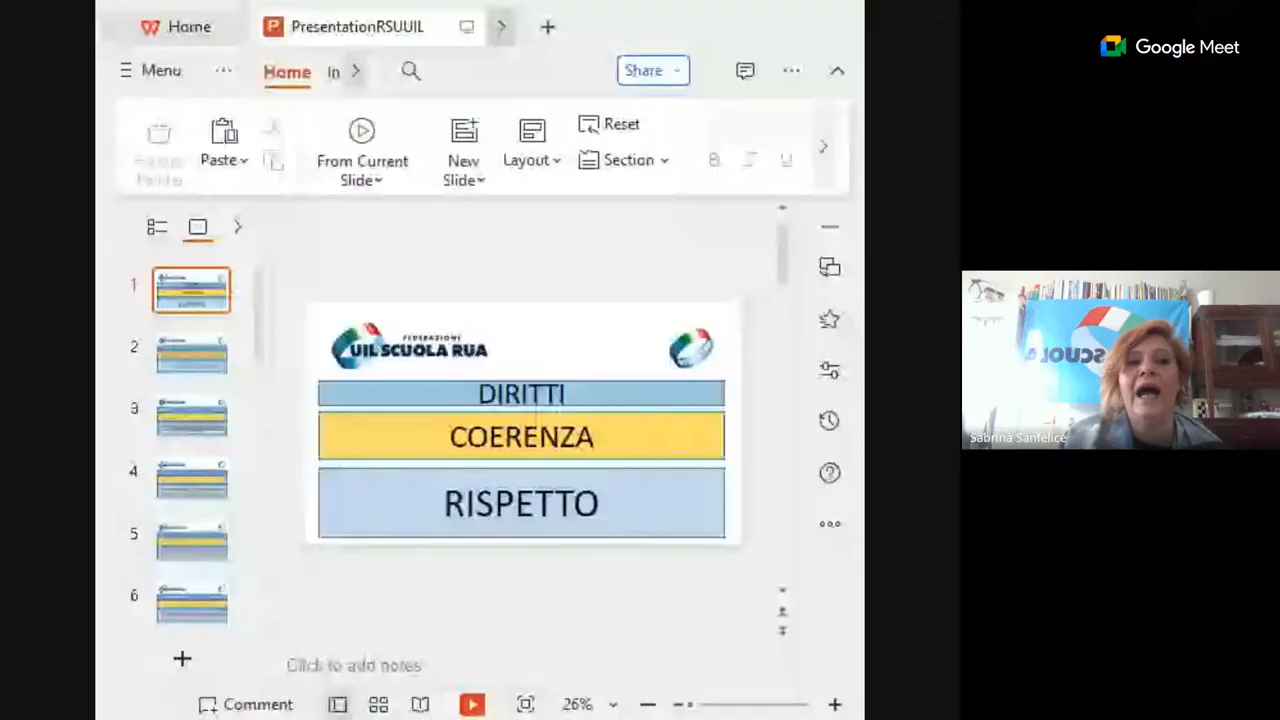 Home
PresentationRSUUIL
Google Meet
Menu
Home
In
Share
Paste
From Current
Slide
New
Slide
Layout
Reset
Section
B
I
U
1
2
3
4
5
6
FEDERAZIONE
UIL SCUOLA RUA
DIRITTI
COERENZA
RISPETTO
SCUOL
Sabrina Sanfelice
Click to add notes
Comment
26%